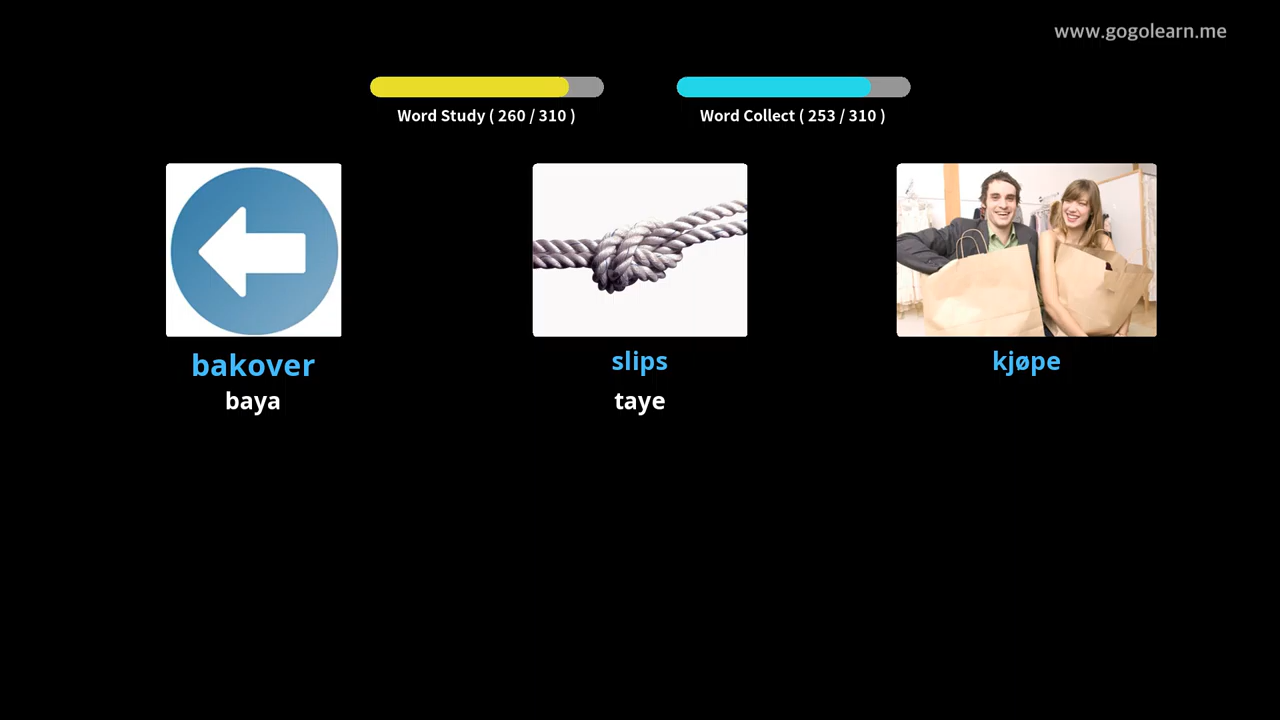 www.gogolearn.me
Word Study ( 260 / 310 )
Word Collect ( 253 / 310 )
bakover
slips
kjøpe
baya
taye